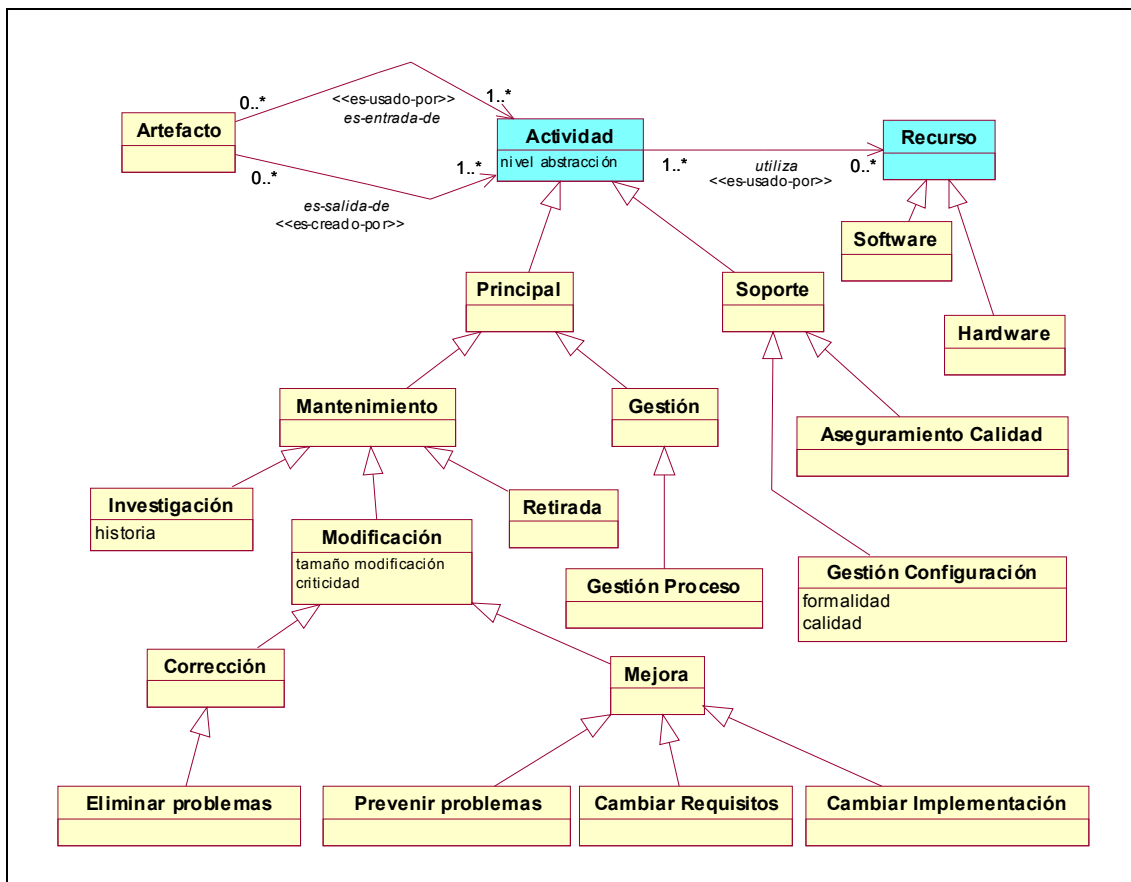 0..*
<<es-usado-por>>
es-entrada-de
1..*
Artefacto
Actividad
nivel abstracción
Recurso
0..*
1..*
es-salida-de
<<es-creado-por>>
1..*
utiliza
<<es-usado-por>>
0..*
Software
Hardware
Principal
Soporte
Mantenimiento
Gestión
Aseguramiento Calidad
Investigación
historia
Retirada
Modificación
tamaño modificación
criticidad
Gestión Proceso
Gestión Configuración
formalidad
calidad
Corrección
Mejora
Eliminar problemas
Prevenir problemas
Cambiar Requisitos
Cambiar Implementación